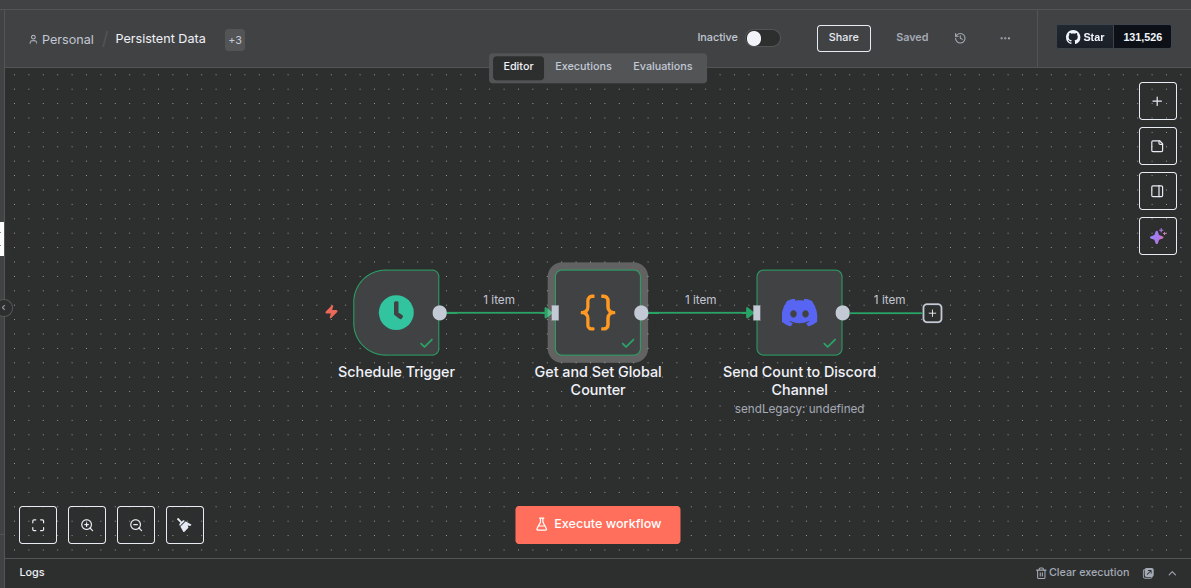 Personal / Persistent Data +3
Inactive
Share
Saved
Star 131,526
Editor Executions Evaluations
1 item
1 item
1 item
{}
Schedule Trigger
Get and Set Global
Counter
Send Count to Discord
Channel
sendLegacy: undefined
Execute workflow
Logs
Clear execution